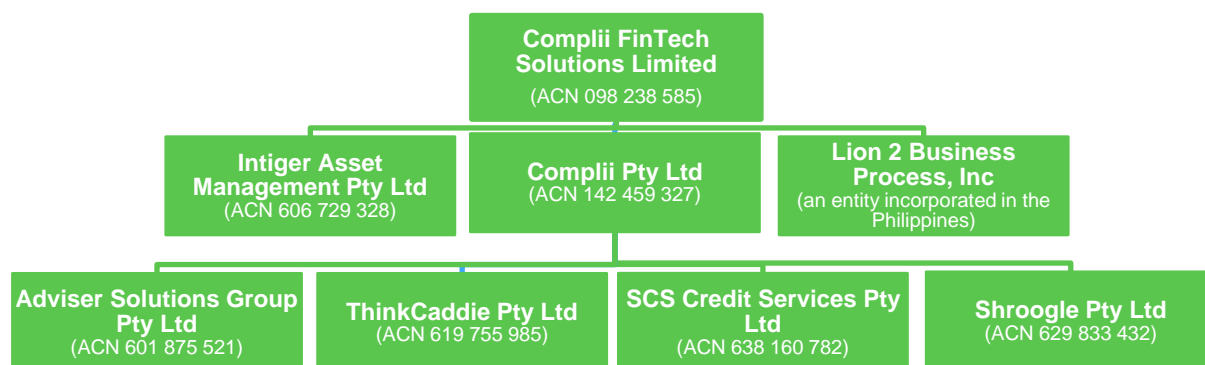 Complii FinTech
Solutions Limited
(ACN 098 238 585)
Intiger Asset
Management Pty Ltd
(ACN 606 729 328)
Complii Pty Ltd
(ACN 142 459 327)
Lion 2 Business
Process, Inc
(an entity incorporated in the
Philippines)
Adviser Solutions Group
Pty Ltd
(ACN 601 875 521)
ThinkCaddie Pty Ltd
(ACN 619 755 985)
SCS Credit Services Pty
Ltd
(ACN 638 160 782)
Shroogle Pty Ltd
(ACN 629 833 432)